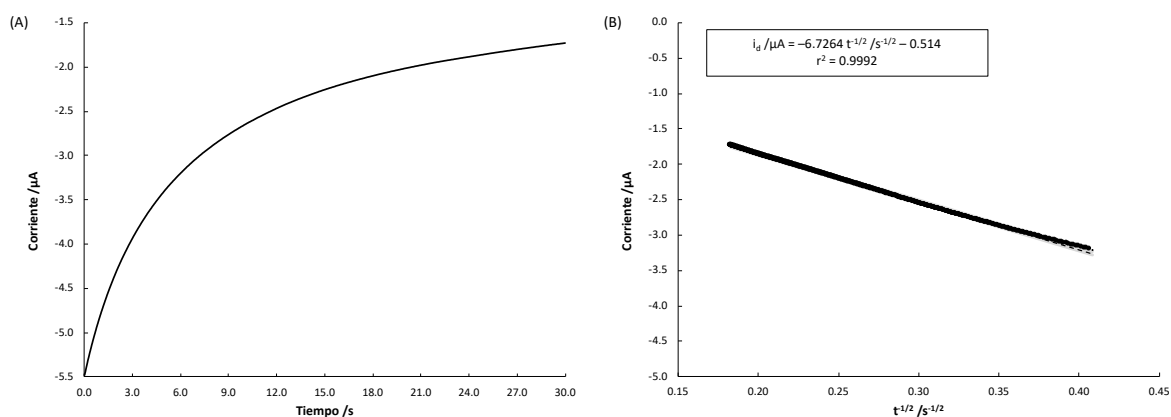 (A)
-1.5
-2.0
-2.5
-3.0
-3.5
-4.0
-4.5
-5.0
-5.5
Corriente /µA
0.0 3.0 6.0 9.0 12.0 15.0 18.0 21.0 24.0 27.0 30.0
Tiempo /s
(B)
0.0
-0.5
-1.0
-1.5
-2.0
-2.5
-3.0
-3.5
-4.0
-4.5
-5.0
Corriente /µA
i_d /µA = –6.7264 t^-1/2 /s^-1/2 – 0.514
r² = 0.9992
0.15 0.20 0.25 0.30 0.35 0.40 0.45
t^-1/2 /s^-1/2